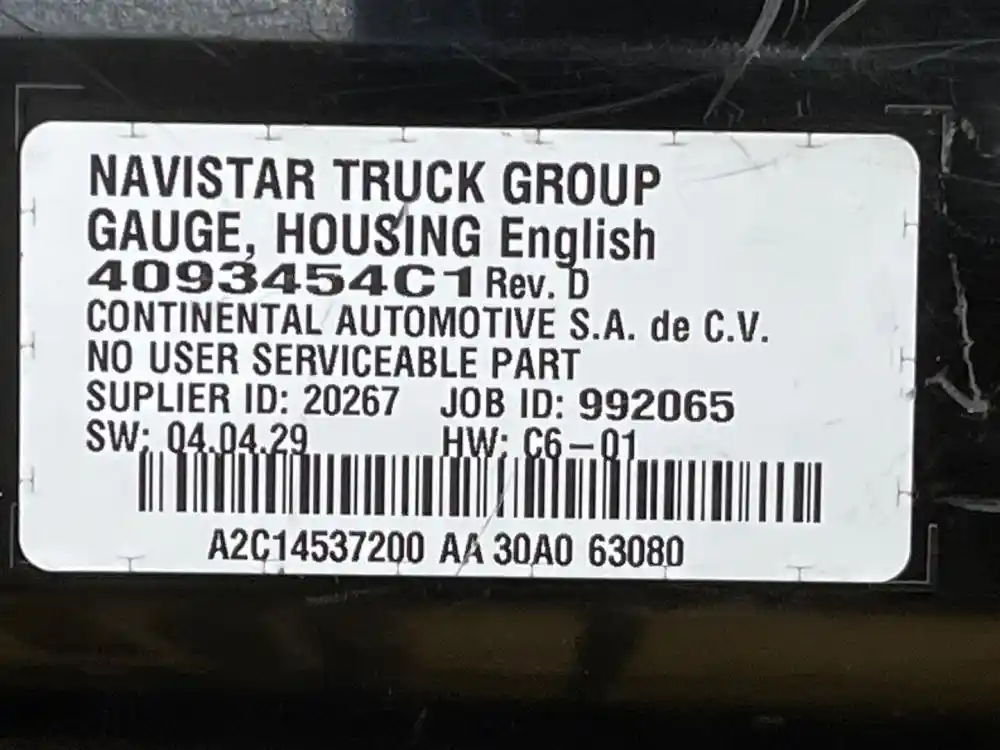 NAVISTAR TRUCK GROUP
GAUGE, HOUSING English
4093454C1 Rev. D
CONTINENTAL AUTOMOTIVE S.A. de C.V.
NO USER SERVICEABLE PART
SUPLIER ID: 20267 JOB ID: 992065
SW: 04.04.29 HW: C6-01
A2C14537200 AA 30A0 63080